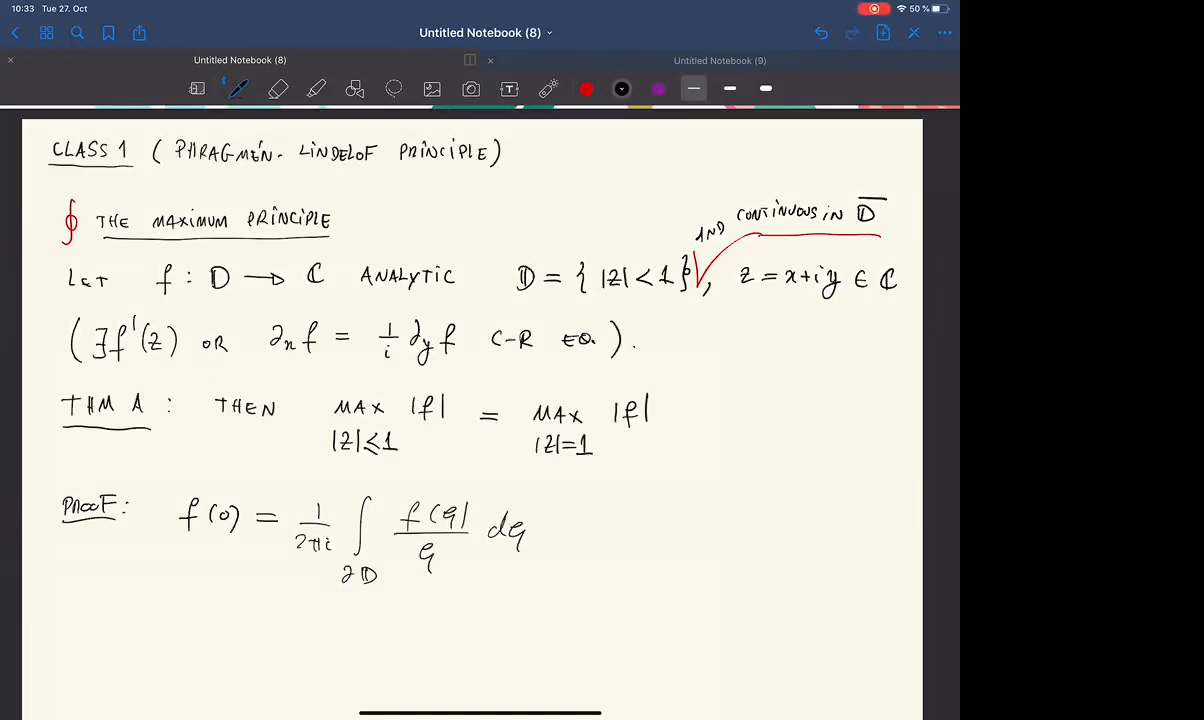 10:33 Tue 27. Oct
50 %
Untitled Notebook (8)
Untitled Notebook (8)
Untitled Notebook (9)
CLASS 1 ( PHRAGMÉN- LINDELOF PRINCIPLE )
∮ THE MAXIMUM PRINCIPLE
AND CONTINUOUS IN 𝔻̅
LET f : 𝔻 → ℂ ANALYTIC 𝔻 = { |z| < 1 }, z = x+iy ∈ ℂ
( ∃ f'(z) OR ∂ₓf = 1/i ∂_y f C-R EQ. ).
THM A : THEN MAX |f| = MAX |f|
|z|≤1 |z|=1
PROOF: f(0) = 1/2πi ∫_∂𝔻 f(ζ)/ζ dζ